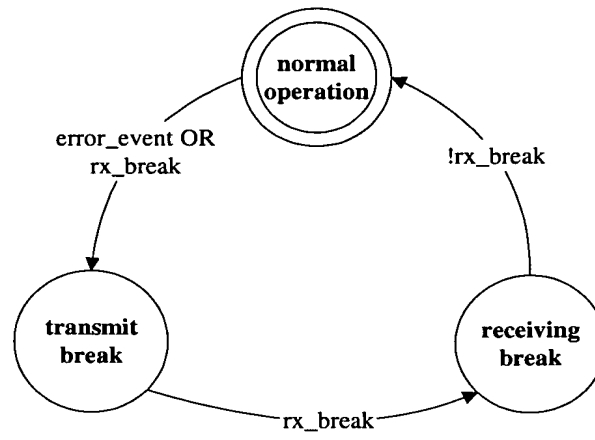 normal
operation
error_event OR
rx_break
!rx_break
transmit
break
receiving
break
rx_break